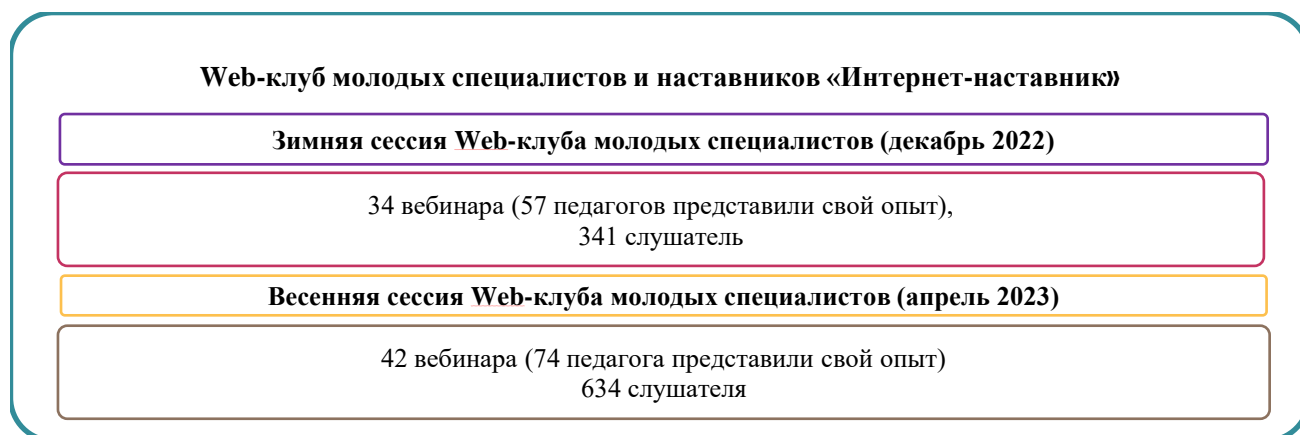 Web-клуб молодых специалистов и наставников «Интернет-наставник»
Зимняя сессия Web-клуба молодых специалистов (декабрь 2022)
34 вебинара (57 педагогов представили свой опыт),
341 слушатель
Весенняя сессия Web-клуба молодых специалистов (апрель 2023)
42 вебинара (74 педагога представили свой опыт)
634 слушателя